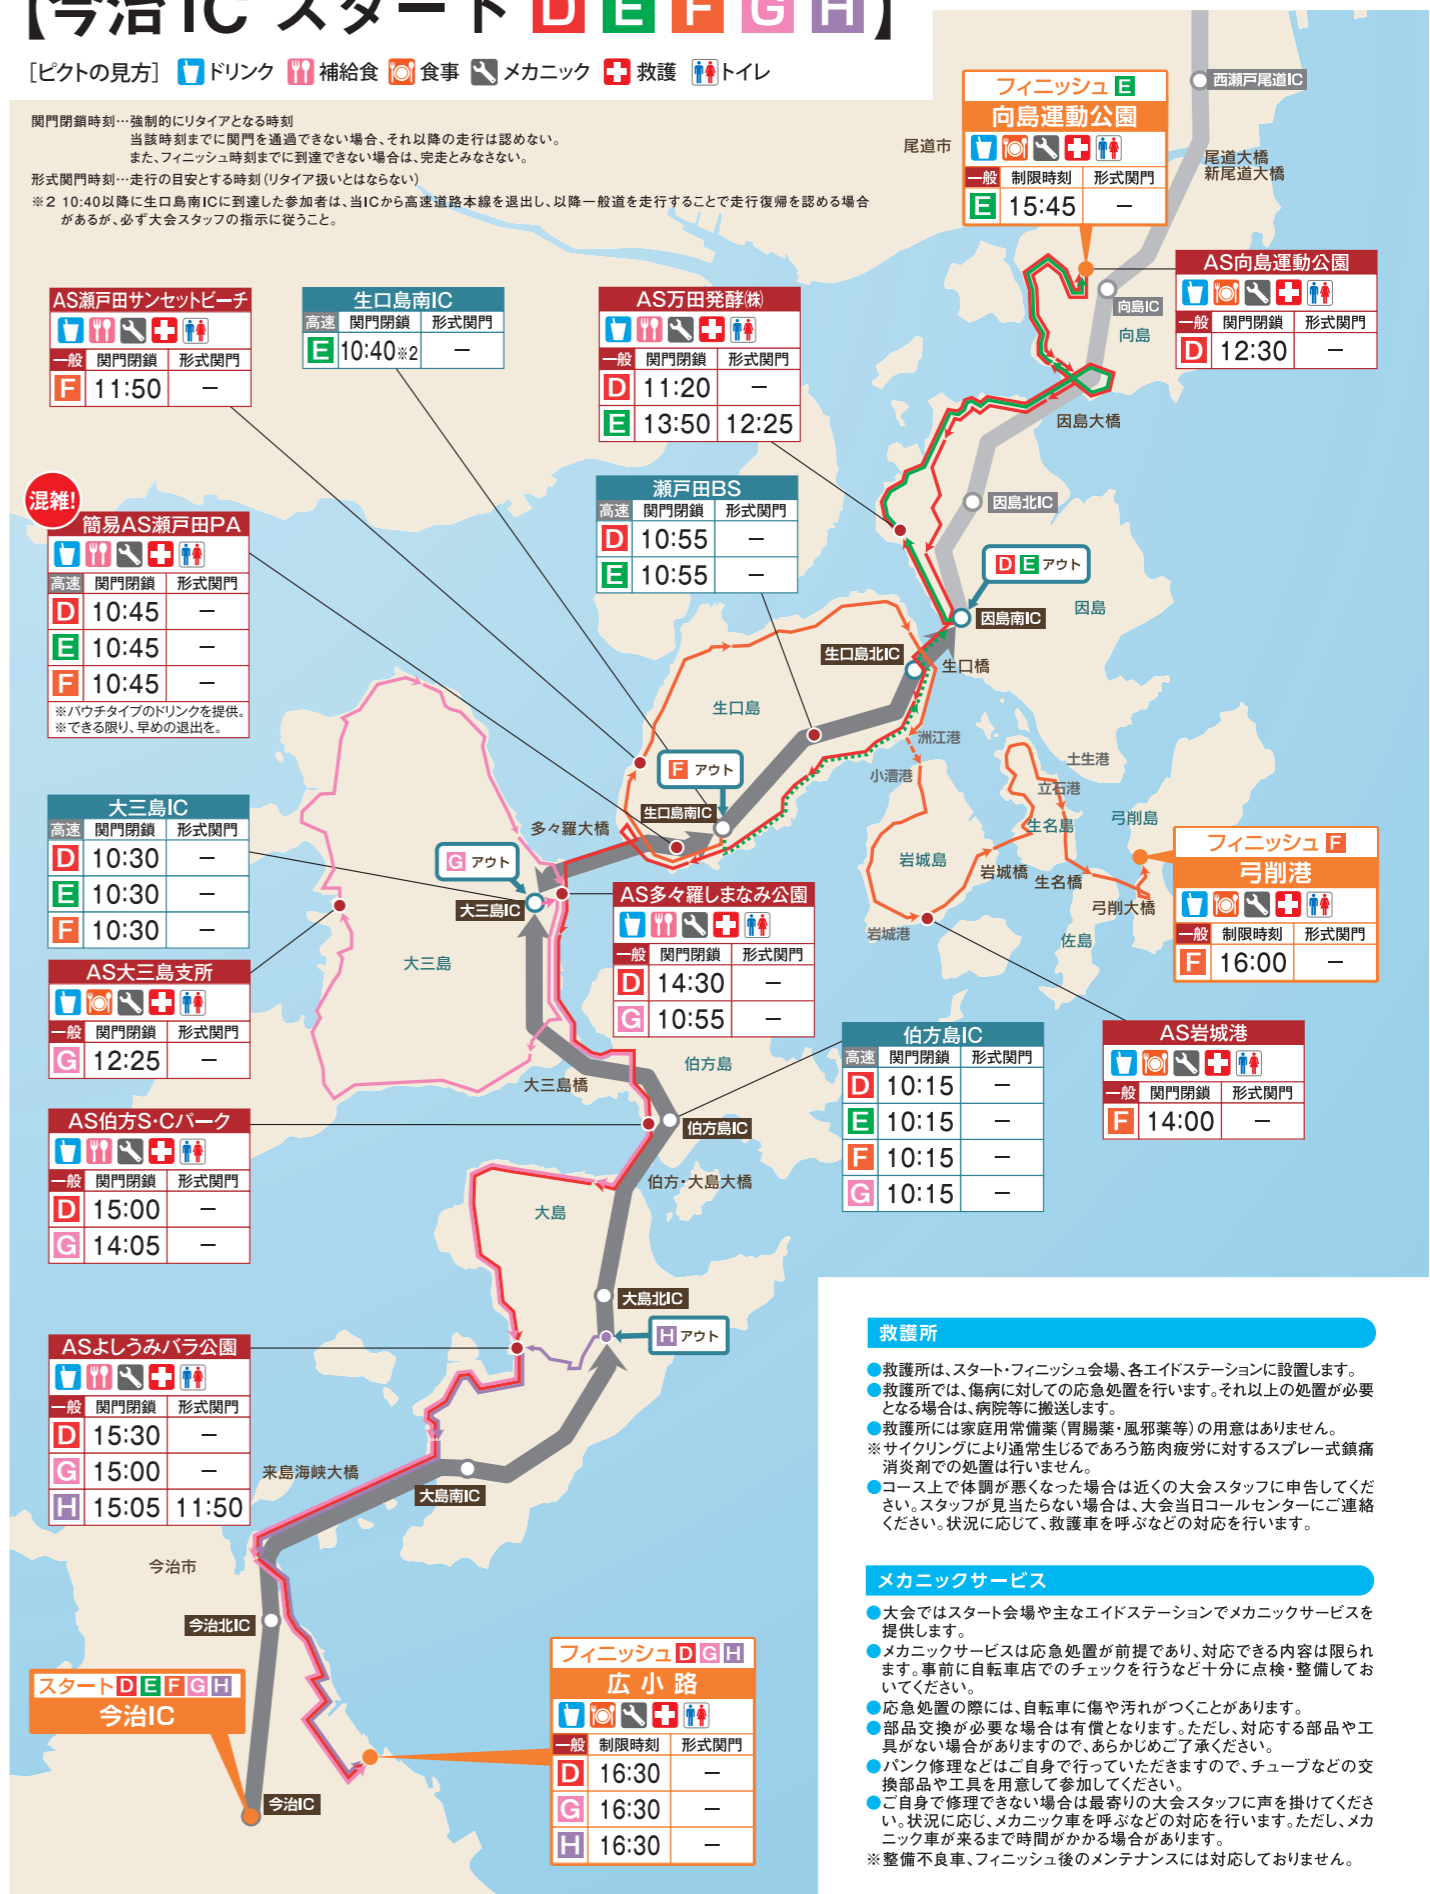 【今治IC スタート D E F G H】
[ピクトの見方] ドリンク 補給食 食事 メカニック 救護 トイレ
関門閉鎖時刻…強制的にリタイアとなる時刻
当該時刻までに関門を通過できない場合、それ以降の走行は認めない。
また、フィニッシュ時刻までに到達できない場合は、完走とみなさない。
形式関門時刻…走行の目安とする時刻(リタイア扱いとはならない)
※2 10:40以降に生口島南ICに到達した参加者は、当ICから高速道路本線を退出し、以降一般道を走行することで走行復帰を認める場合
があるが、必ず大会スタッフの指示に従うこと。
西瀬戸尾道IC
フィニッシュ E
向島運動公園
一般 制限時刻 形式関門
E 15:45 −
尾道市
尾道大橋
新尾道大橋
AS向島運動公園
一般 関門閉鎖 形式関門
D 12:30 −
向島IC
向島
因島大橋
AS瀬戸田サンセットビーチ
一般 関門閉鎖 形式関門
F 11:50 −
生口島南IC
高速 関門閉鎖 形式関門
E 10:40※2 −
AS万田発酵㈱
一般 関門閉鎖 形式関門
D 11:20 −
E 13:50 12:25
瀬戸田BS
高速 関門閉鎖 形式関門
D 10:55 −
E 10:55 −
因島北IC
D E アウト
因島南IC
因島
混雑!
簡易AS瀬戸田PA
高速 関門閉鎖 形式関門
D 10:45 −
E 10:45 −
F 10:45 −
※パウチタイプのドリンクを提供。
※できる限り、早めの退出を。
生口島北IC
生口橋
生口島
洲江港
小漕港
土生港
立石港
生名島
弓削島
F アウト
生口島南IC
多々羅大橋
岩城島
岩城橋
生名橋
弓削大橋
佐島
岩城港
フィニッシュ F
弓削港
一般 制限時刻 形式関門
F 16:00 −
大三島IC
高速 関門閉鎖 形式関門
D 10:30 −
E 10:30 −
F 10:30 −
G アウト
大三島IC
AS多々羅しまなみ公園
一般 関門閉鎖 形式関門
D 14:30 −
G 10:55 −
大三島
AS大三島支所
一般 関門閉鎖 形式関門
G 12:25 −
AS岩城港
一般 関門閉鎖 形式関門
F 14:00 −
伯方島IC
高速 関門閉鎖 形式関門
D 10:15 −
E 10:15 −
F 10:15 −
G 10:15 −
伯方島
大三島橋
伯方島IC
AS伯方S・Cパーク
一般 関門閉鎖 形式関門
D 15:00 −
G 14:05 −
伯方・大島大橋
大島
大島北IC
H アウト
ASよしうみバラ公園
一般 関門閉鎖 形式関門
D 15:30 −
G 15:00 −
H 15:05 11:50
来島海峡大橋
大島南IC
今治市
今治北IC
スタート D E F G H
今治IC
今治IC
フィニッシュ D G H
広小路
一般 制限時刻 形式関門
D 16:30 −
G 16:30 −
H 16:30 −
救護所
●救護所は、スタート・フィニッシュ会場、各エイドステーションに設置します。
●救護所では、傷病に対しての応急処置を行います。それ以上の処置が必要
となる場合は、病院等に搬送します。
●救護所には家庭用常備薬(胃腸薬・風邪薬等)の用意はありません。
※サイクリングにより通常生じるであろう筋肉疲労に対するスプレー式鎮痛
消炎剤での処置は行いません。
●コース上で体調が悪くなった場合は近くの大会スタッフに申告してくだ
さい。スタッフが見当たらない場合は、大会当日コールセンターにご連絡
ください。状況に応じて、救護車を呼ぶなどの対応を行います。
メカニックサービス
●大会ではスタート会場や主なエイドステーションでメカニックサービスを
提供します。
●メカニックサービスは応急処置が前提であり、対応できる内容は限られ
ます。事前に自転車店でのチェックを行うなど十分に点検・整備してお
いてください。
●応急処置の際には、自転車に傷や汚れがつくことがあります。
●部品交換が必要な場合は有償となります。ただし、対応する部品や工
具がない場合がありますので、あらかじめご了承ください。
●パンク修理などはご自身で行っていただきますので、チューブなどの交
換部品や工具を用意して参加してください。
●ご自身で修理できない場合は最寄りの大会スタッフに声を掛けてくださ
い。状況に応じ、メカニック車を呼ぶなどの対応を行います。ただし、メカ
ニック車が来るまで時間がかかる場合があります。
※整備不良車、フィニッシュ後のメンテナンスには対応しておりません。